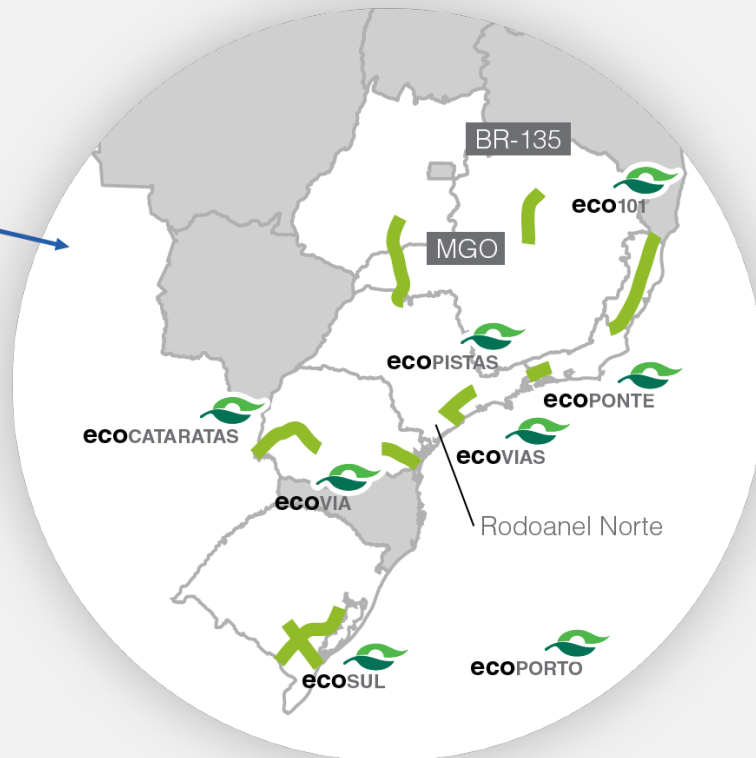 BR-135
eco101
MGO
ecoPISTAS
ecoPONTE
ecoCATARATAS
ecoVIAS
ecoVIA
Rodoanel Norte
ecoSUL
ecoPORTO